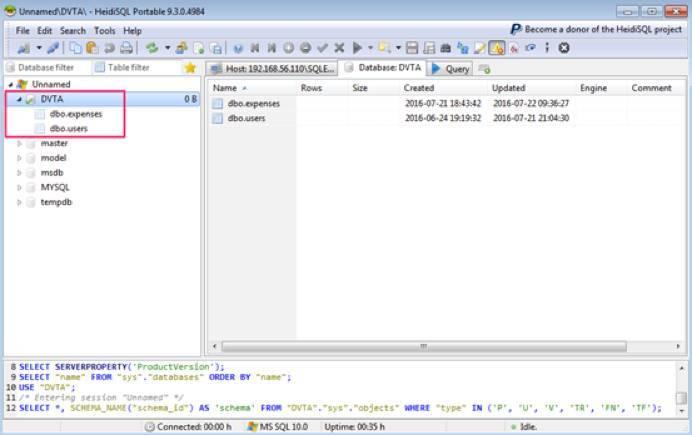 Unnamed\DVTA\ - HeidiSQL Portable 9.3.0.4984
File Edit Search Tools Help
Become a donor of the HeidiSQL project
Database filter Table filter
Host: 192.168.56.110\SQLE... Database: DVTA Query
Unnamed
DVTA 0 B
dbo.expenses
dbo.users
master
model
msdb
MYSQL
tempdb
Name Rows Size Created Updated Engine Comment
dbo.expenses 2016-07-21 18:43:42 2016-07-22 09:36:27
dbo.users 2016-06-24 19:19:32 2016-07-21 21:04:30
8 SELECT SERVERPROPERTY('ProductVersion');
9 SELECT "name" FROM "sys"."databases" ORDER BY "name";
10 USE "DVTA";
11 /* Entering session "Unnamed" */
12 SELECT *, SCHEMA_NAME("schema_id") AS 'schema' FROM "DVTA"."sys"."objects" WHERE "type" IN ('P', 'U', 'V', 'TR', 'FN', 'TF');
Connected: 00:00 h MS SQL 10.0 Uptime: 00:35 h Idle.